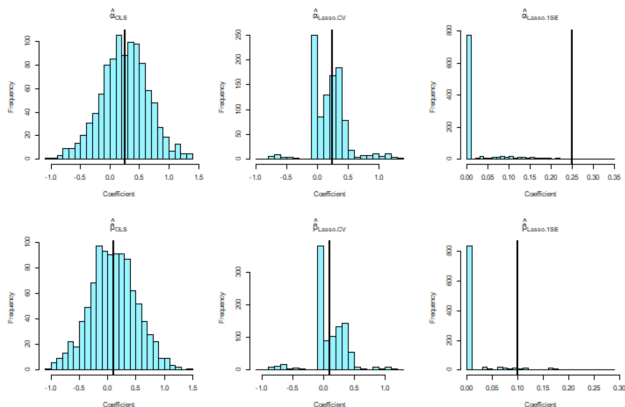 α̂OLS
α̂Lasso,CV
α̂Lasso,1SE
Frequency
0 20 40 60 80 100
-1.0 -0.5 0.0 0.5 1.0 1.5
Coefficient
Frequency
0 50 100 150 200 250
-1.0 -0.5 0.0 0.5 1.0
Coefficient
Frequency
0 200 400 600 800
0.00 0.05 0.10 0.15 0.20 0.25 0.30 0.35
Coefficient
β̂OLS
β̂Lasso,CV
β̂Lasso,1SE
Frequency
0 20 40 60 80 100
-1.0 -0.5 0.0 0.5 1.0 1.5
Coefficient
Frequency
0 100 200 300
-1.0 -0.5 0.0 0.5 1.0
Coefficient
Frequency
0 200 400 600 800
0.00 0.05 0.10 0.15 0.20 0.25 0.30
Coefficient